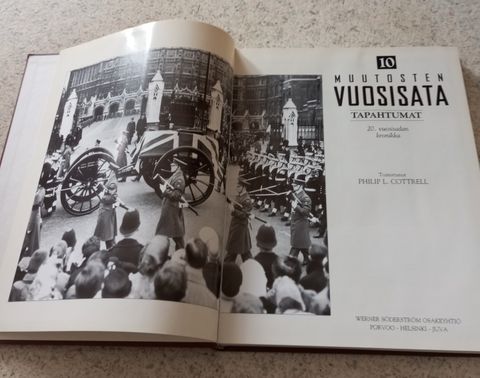 10
MUUTOSTEN
VUOSISATA
TAPAHTUMAT
20. vuosisadan
kronikka
Toimittanut
PHILIP L. COTTRELL
WERNER SÖDERSTRÖM OSAKEYHTIÖ
PORVOO - HELSINKI - JUVA